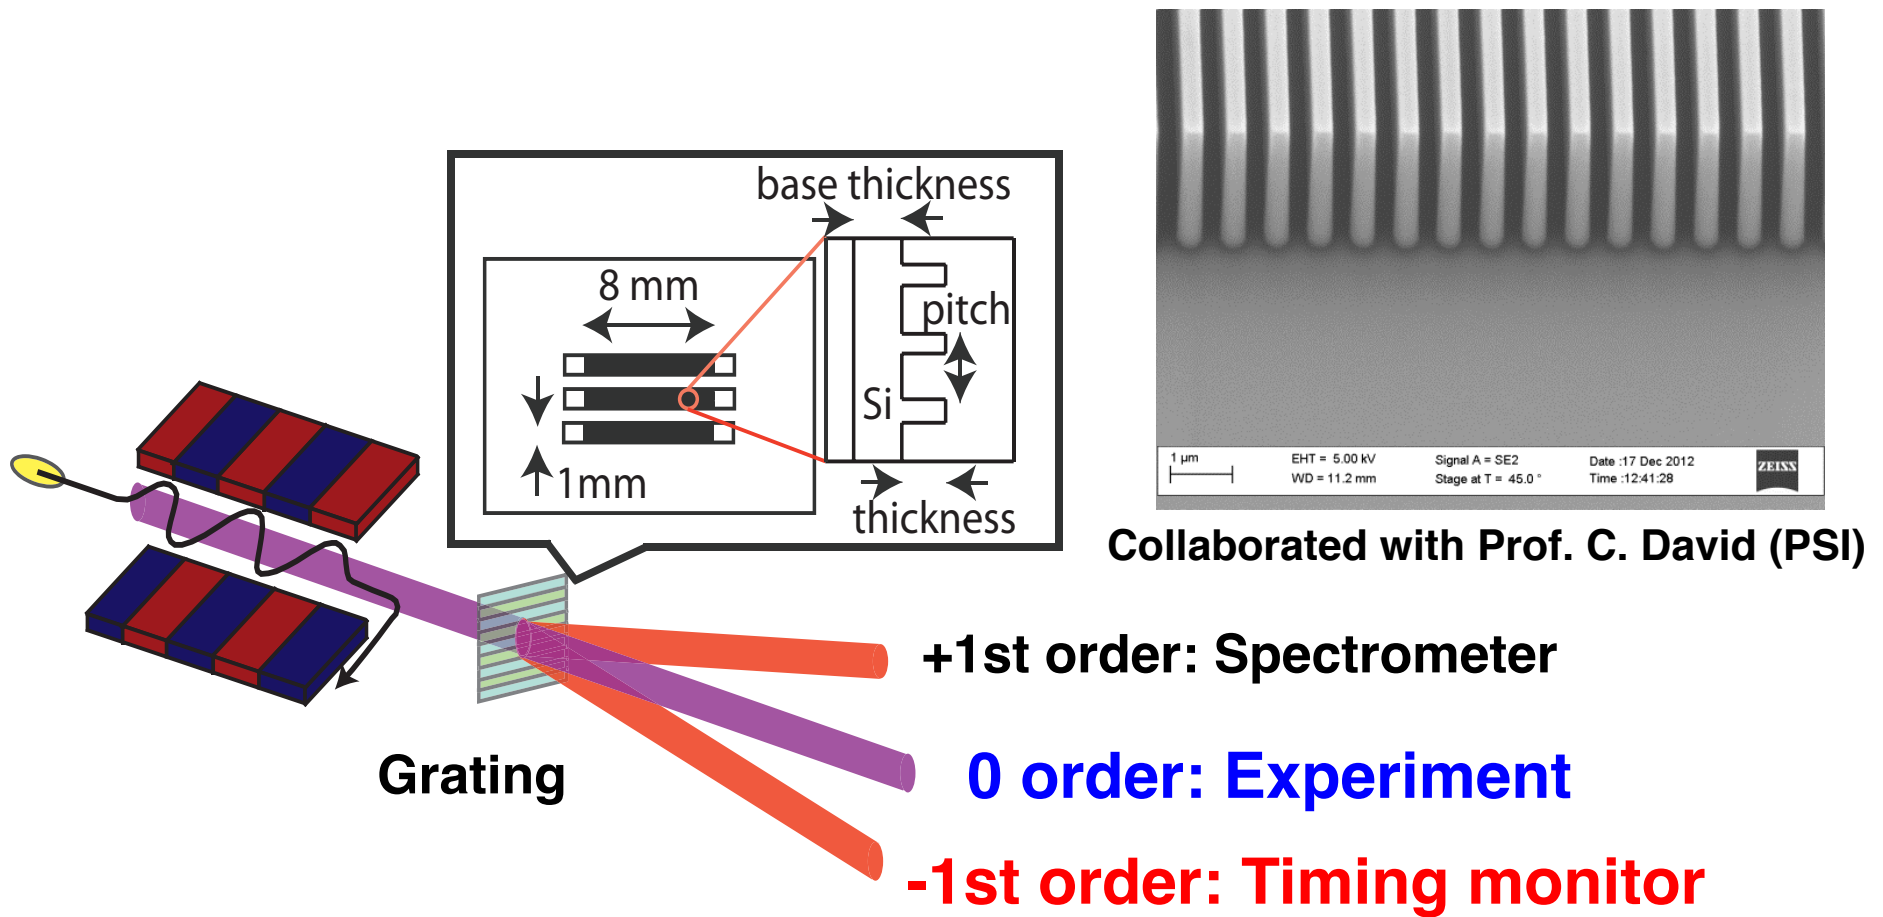 base thickness
8 mm
pitch
Si
1mm
thickness
1 µm
EHT = 5.00 kV
WD = 11.2 mm
Signal A = SE2
Stage at T = 45.0 °
Date :17 Dec 2012
Time :12:41:28
ZEISS
Collaborated with Prof. C. David (PSI)
+1st order: Spectrometer
Grating
0 order: Experiment
-1st order: Timing monitor